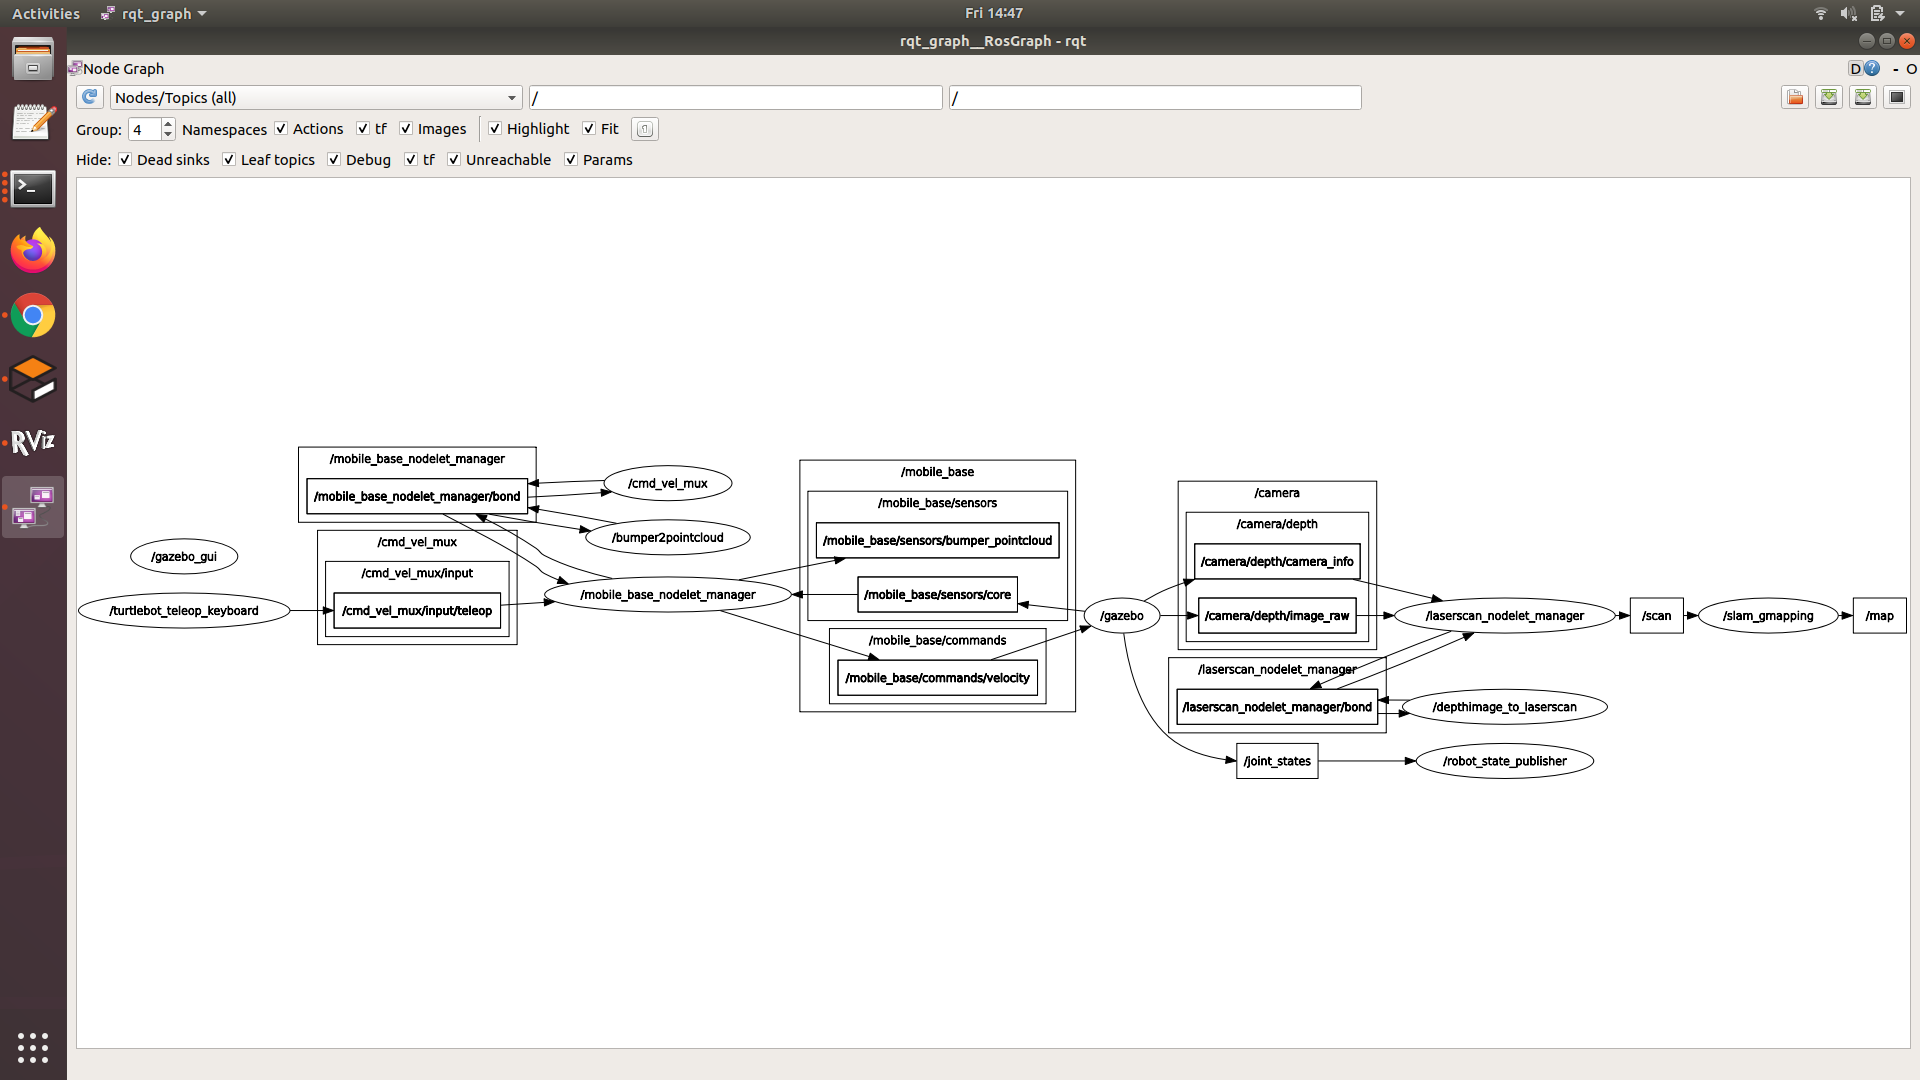 Activities rqt_graph Fri 14:47
rqt_graph__RosGraph - rqt
Node Graph D ? - O
Nodes/Topics (all) / /
Group: 4 Namespaces Actions tf Images Highlight Fit
Hide: Dead sinks Leaf topics Debug tf Unreachable Params
RViz
/gazebo_gui
/turtlebot_teleop_keyboard
/mobile_base_nodelet_manager
/mobile_base_nodelet_manager/bond
/cmd_vel_mux
/cmd_vel_mux/input
/cmd_vel_mux/input/teleop
/cmd_vel_mux
/bumper2pointcloud
/mobile_base_nodelet_manager
/mobile_base
/mobile_base/sensors
/mobile_base/sensors/bumper_pointcloud
/mobile_base/sensors/core
/mobile_base/commands
/mobile_base/commands/velocity
/gazebo
/camera
/camera/depth
/camera/depth/camera_info
/camera/depth/image_raw
/laserscan_nodelet_manager
/laserscan_nodelet_manager/bond
/joint_states
/laserscan_nodelet_manager
/depthimage_to_laserscan
/robot_state_publisher
/scan
/slam_gmapping
/map